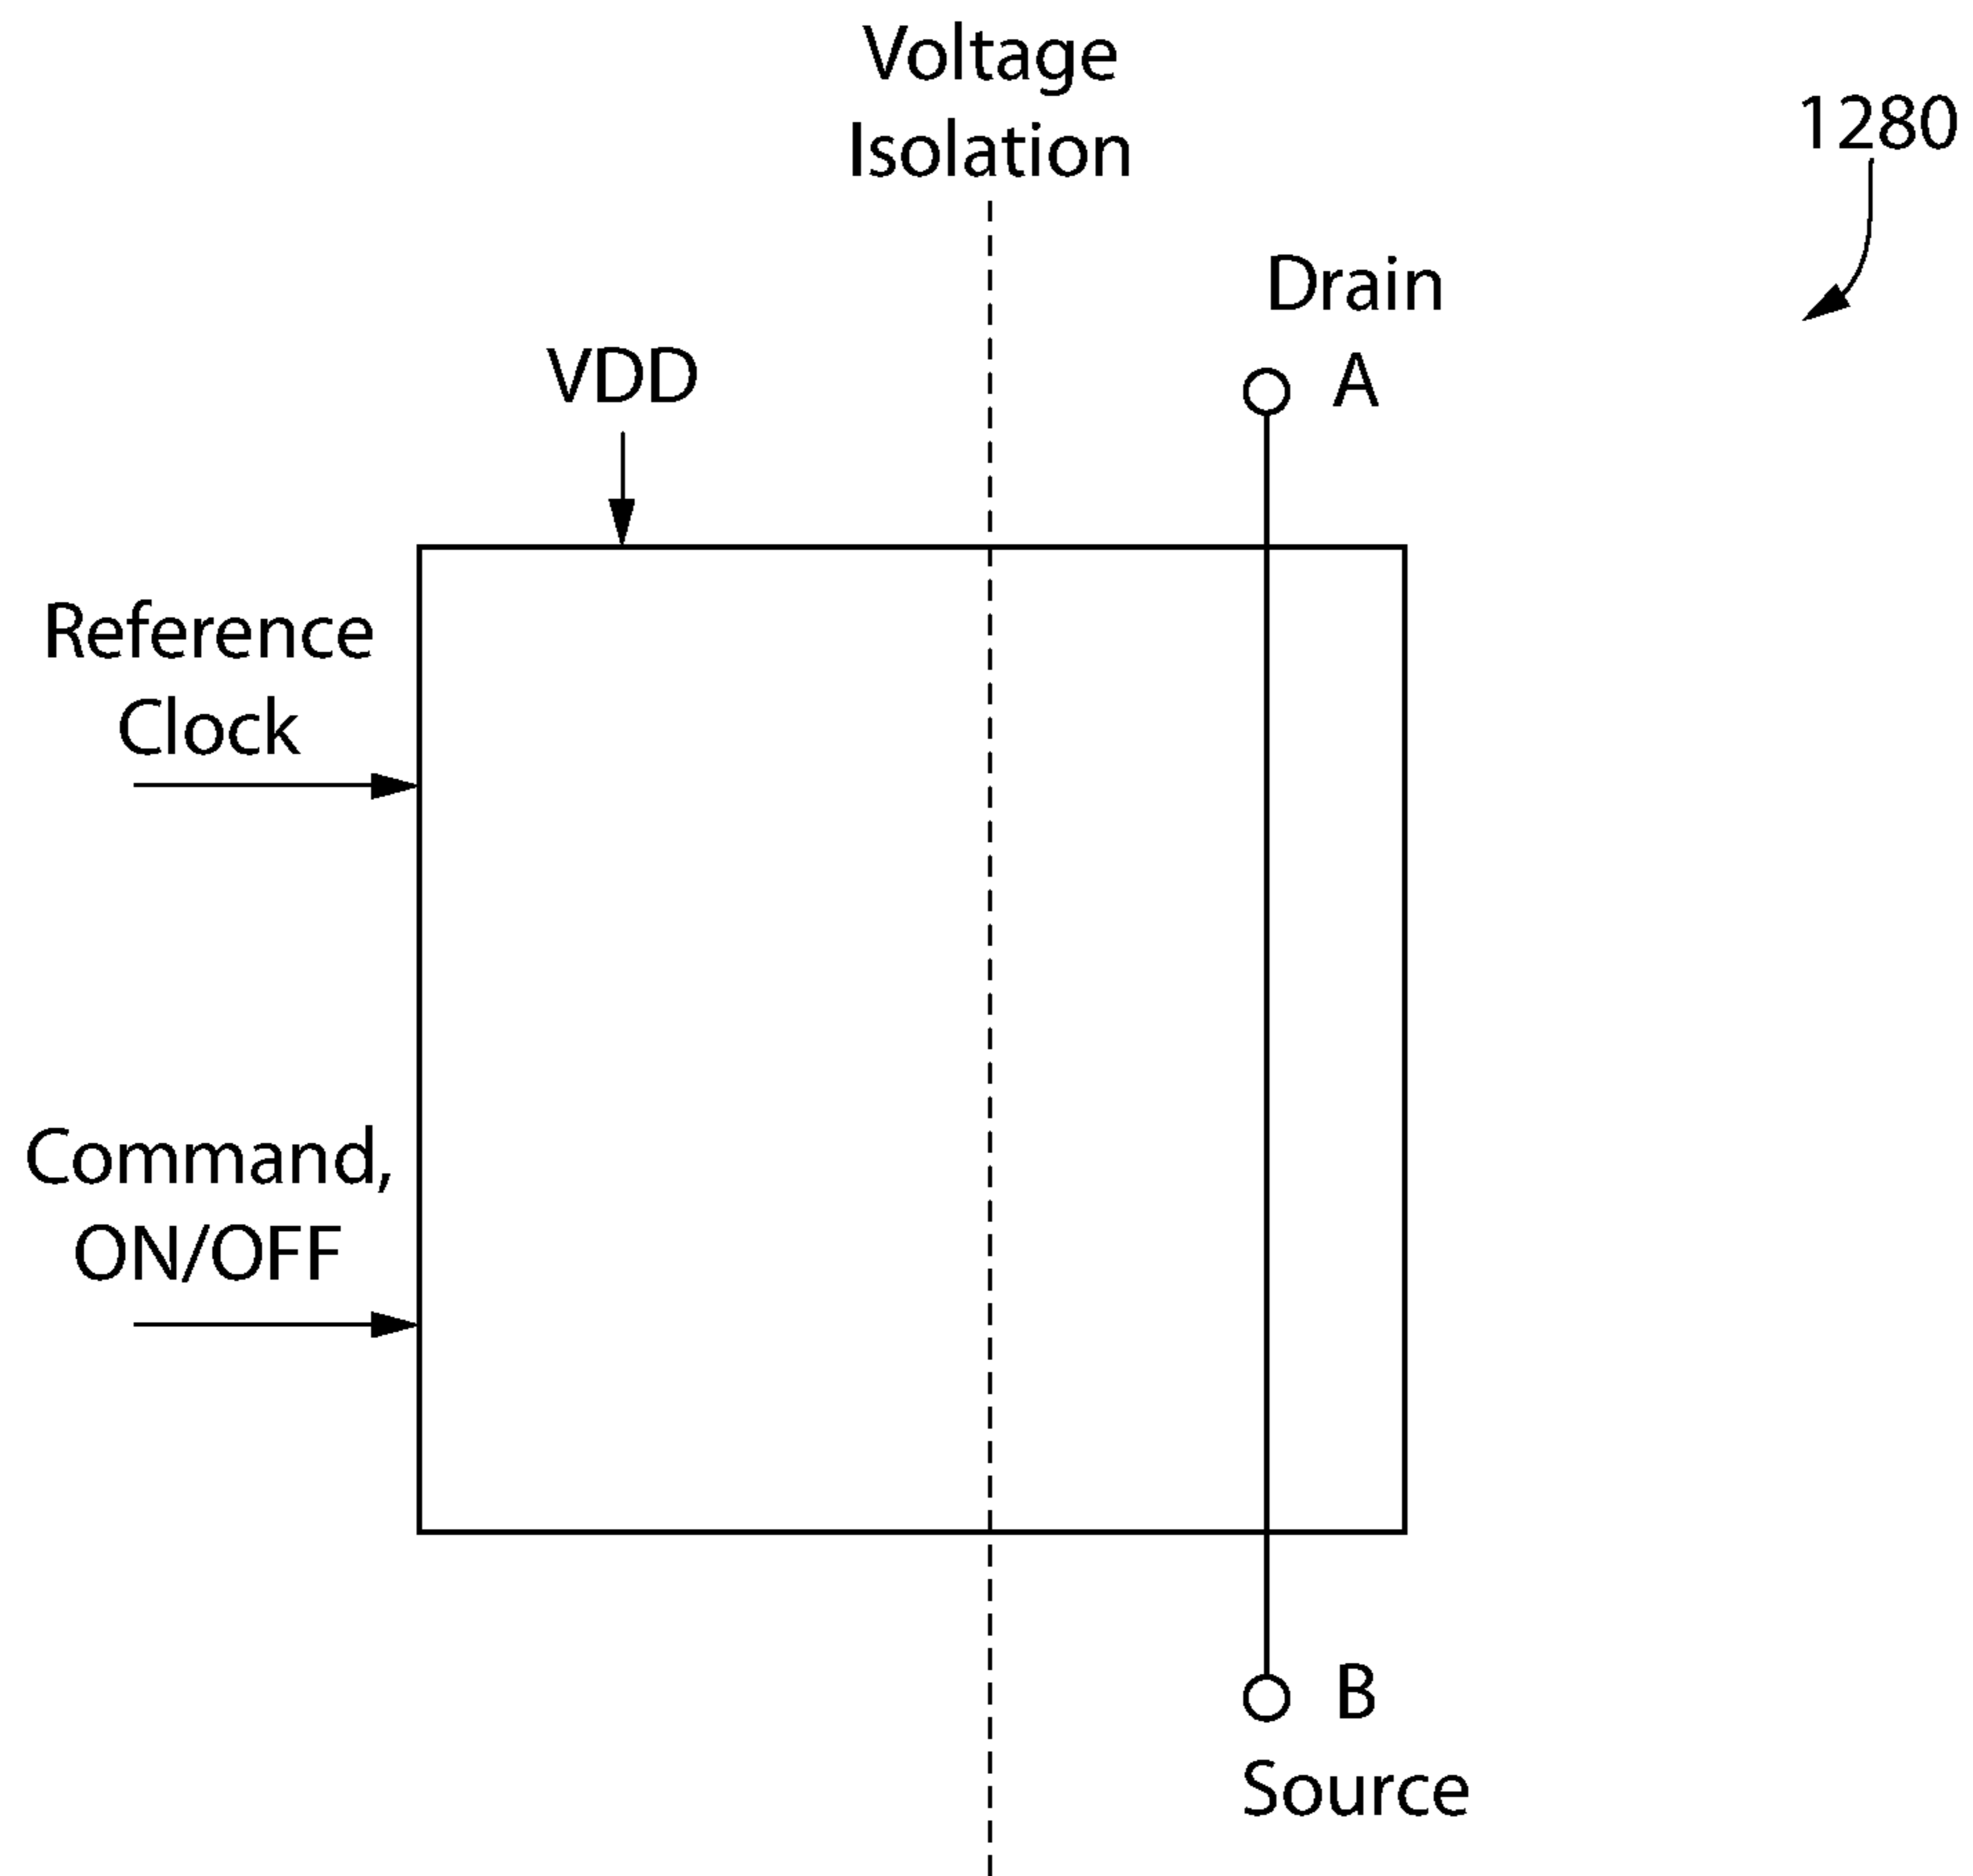 Voltage
Isolation
1280
Drain
A
VDD
Reference
Clock
Command,
ON/OFF
B
Source